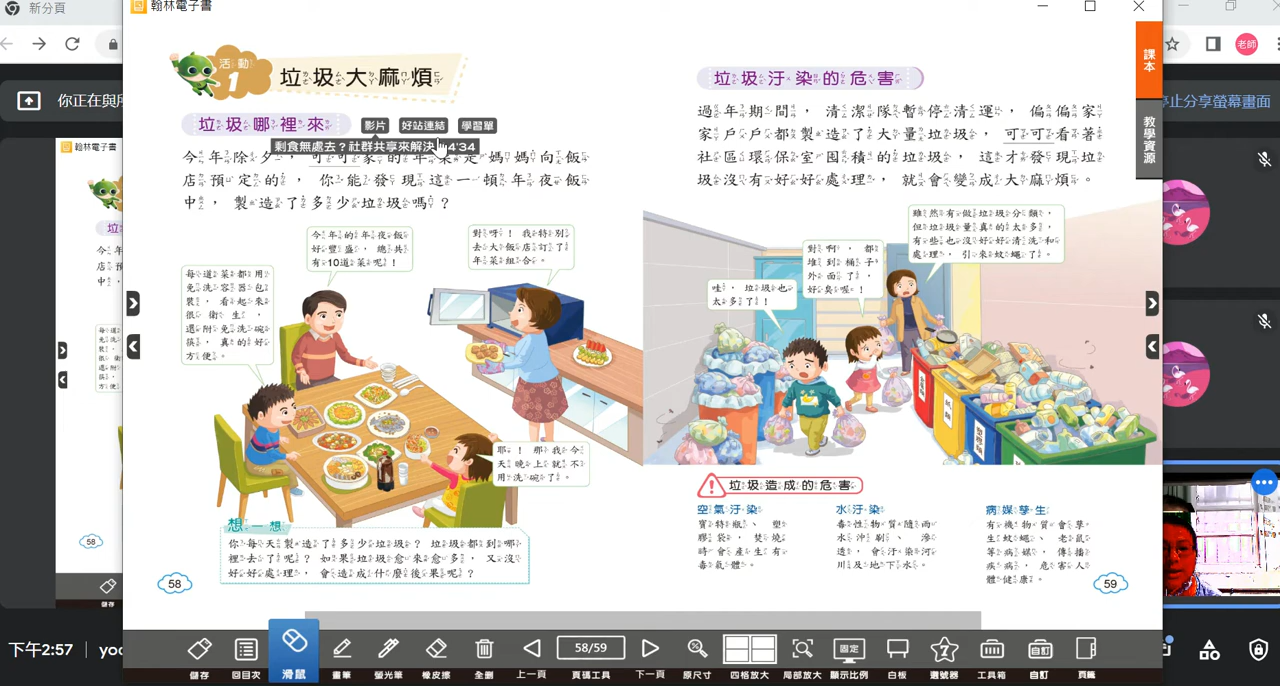 新分頁
翰林電子書
老師
你正在與所
停止分享螢幕畫面
翰林電子書
課本
教學資源
活動
1
垃圾大麻煩
垃圾哪裡來
影片
好站連結
學習單
剩食無處去？社群共享來解決
4'34
今年除夕，可可家的年菜是媽媽向飯
店預定的，你能發現這一頓年夜飯
中，製造了多少垃圾嗎？
今年的年夜飯
好豐盛，總共
有10道菜呢！
對呀！我特別
去大飯店訂了
年菜組合。
每道菜都用
免洗容器包
裝，看起來
很衛生，
還附免洗碗
筷，真的好
方便。
耶！那我今
天晚上就不
用洗碗了。
想一想
你每天製造了多少垃圾？垃圾都到哪
裡去了呢？如果垃圾愈來愈多，又沒
好好處理，會造成什麼後果呢？
58
垃圾汙染的危害
過年期間，清潔隊暫停清運，偏偏家
家戶戶都製造了大量垃圾，可可看著
社區環保室囤積的垃圾，這才發現垃
圾沒有好好處理，就會變成大麻煩。
雖然有做垃圾分類，
但垃圾量真的太多，
有些也沒好好清洗和
處理，引來蚊蠅了。
對啊，都
堆到桶子
外面了，
好臭喔！
哇，垃圾也
太多了！
垃圾造成的危害
空氣汙染
寶特瓶、塑
膠袋，焚燒
時會產生有
毒氣體。
水汙染
毒性物質隨雨
水沖刷、滲
透，會汙染河
川及地下水。
病媒孳生
有機物質會孳
生蚊蠅、老鼠
等病媒，傳播
疾病，危害人
體健康。
59
58
下午2:57
儲存
回目次
滑鼠
畫筆
螢光筆
橡皮擦
全刪
上一頁
58/59
頁碼工具
下一頁
原尺寸
四格放大
局部放大
固定
顯示比例
白板
選號器
工具箱
自訂
自訂
頁籤